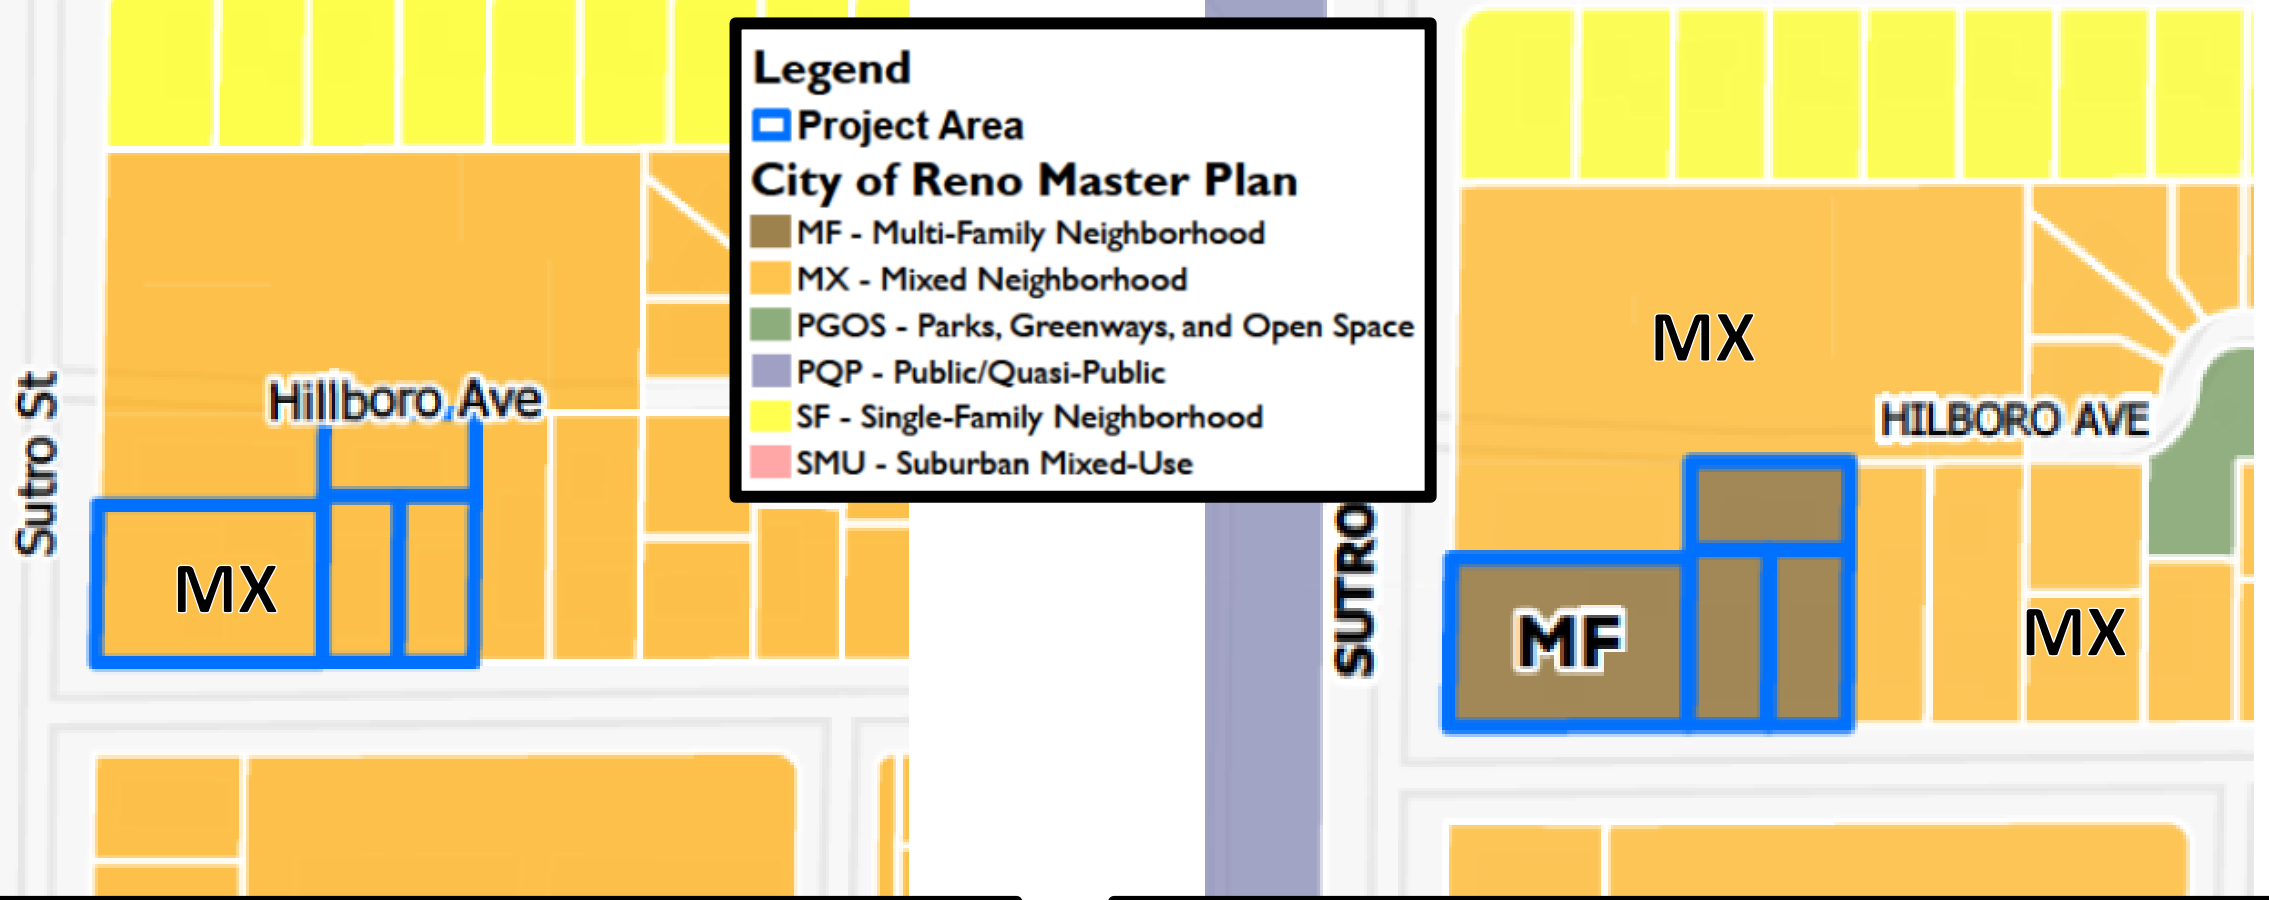 Sutro St
Hillboro Ave
MX
Legend
Project Area
City of Reno Master Plan
MF - Multi-Family Neighborhood
MX - Mixed Neighborhood
PGOS - Parks, Greenways, and Open Space
PQP - Public/Quasi-Public
SF - Single-Family Neighborhood
SMU - Suburban Mixed-Use
MX
HILBORO AVE
SUTRO
MF
MX